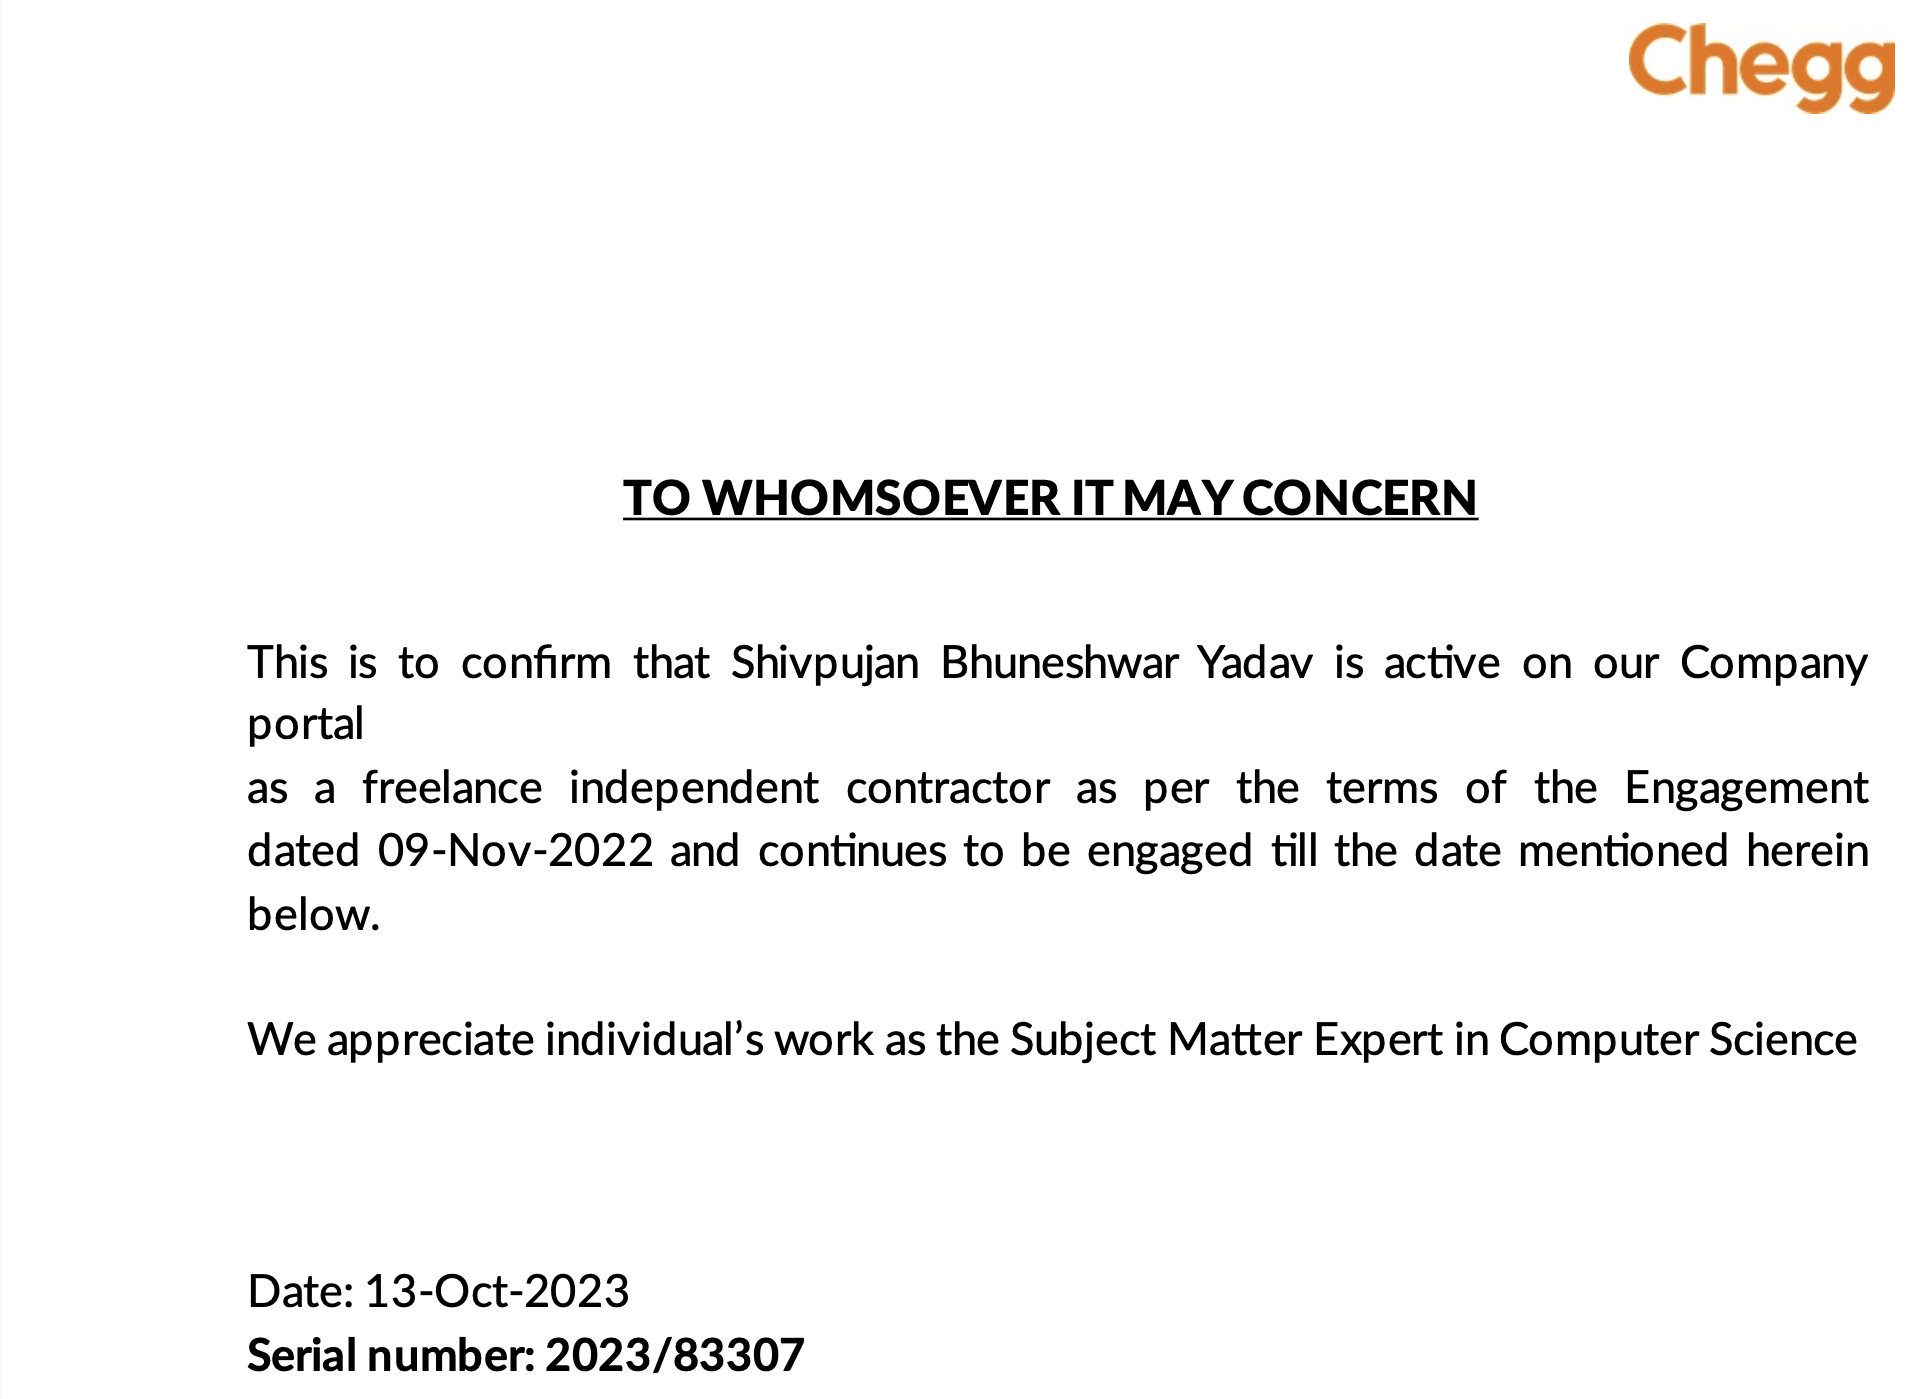 Chegg
TO WHOMSOEVER IT MAY CONCERN
This is to confirm that Shivpujan Bhuneshwar Yadav is active on our Company
portal
as a freelance independent contractor as per the terms of the Engagement
dated 09-Nov-2022 and continues to be engaged till the date mentioned herein
below.
We appreciate individual’s work as the Subject Matter Expert in Computer Science
Date: 13-Oct-2023
Serial number: 2023/83307